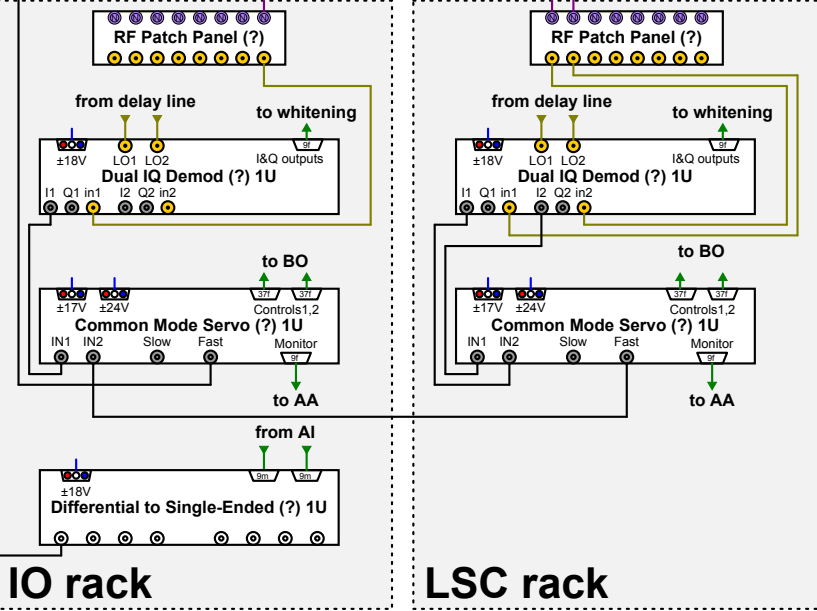 RF Patch Panel (?)
from delay line
to whitening
±18V
LO1
LO2
9f
I&Q outputs
Dual IQ Demod (?) 1U
I1
Q1
in1
I2
Q2
in2
to BO
37f
37f
±17V
±24V
Controls1,2
Common Mode Servo (?) 1U
IN1
IN2
Slow
Fast
Monitor
9f
to AA
from AI
9m
9m
±18V
Differential to Single-Ended (?) 1U
IO rack
RF Patch Panel (?)
from delay line
to whitening
±18V
LO1
LO2
9f
I&Q outputs
Dual IQ Demod (?) 1U
I1
Q1
in1
I2
Q2
in2
to BO
37f
37f
±17V
±24V
Controls1,2
Common Mode Servo (?) 1U
IN1
IN2
Slow
Fast
Monitor
9f
to AA
LSC rack